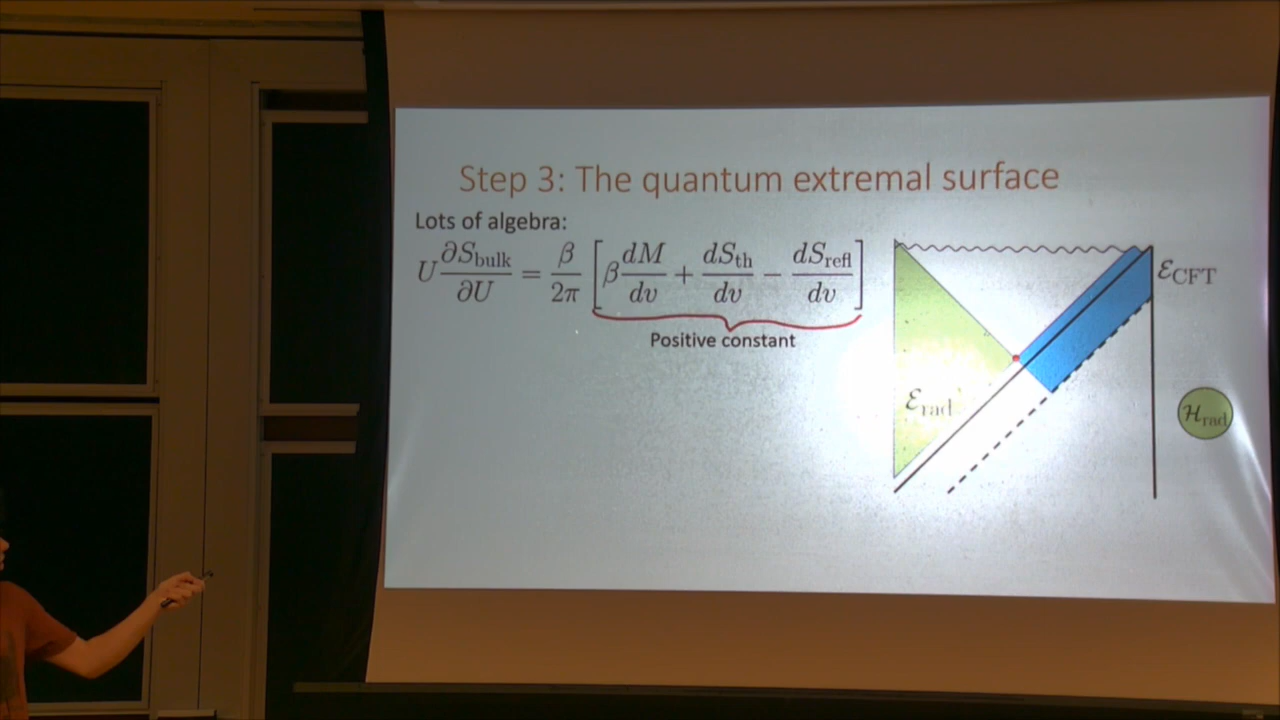 Step 3: The quantum extremal surface
Lots of algebra:
U ∂S_bulk/∂U = β/2π [β dM/dv + dS_th/dv − dS_refl/dv]
Positive constant
ℰ_CFT
ℰ_rad
ℋ_rad